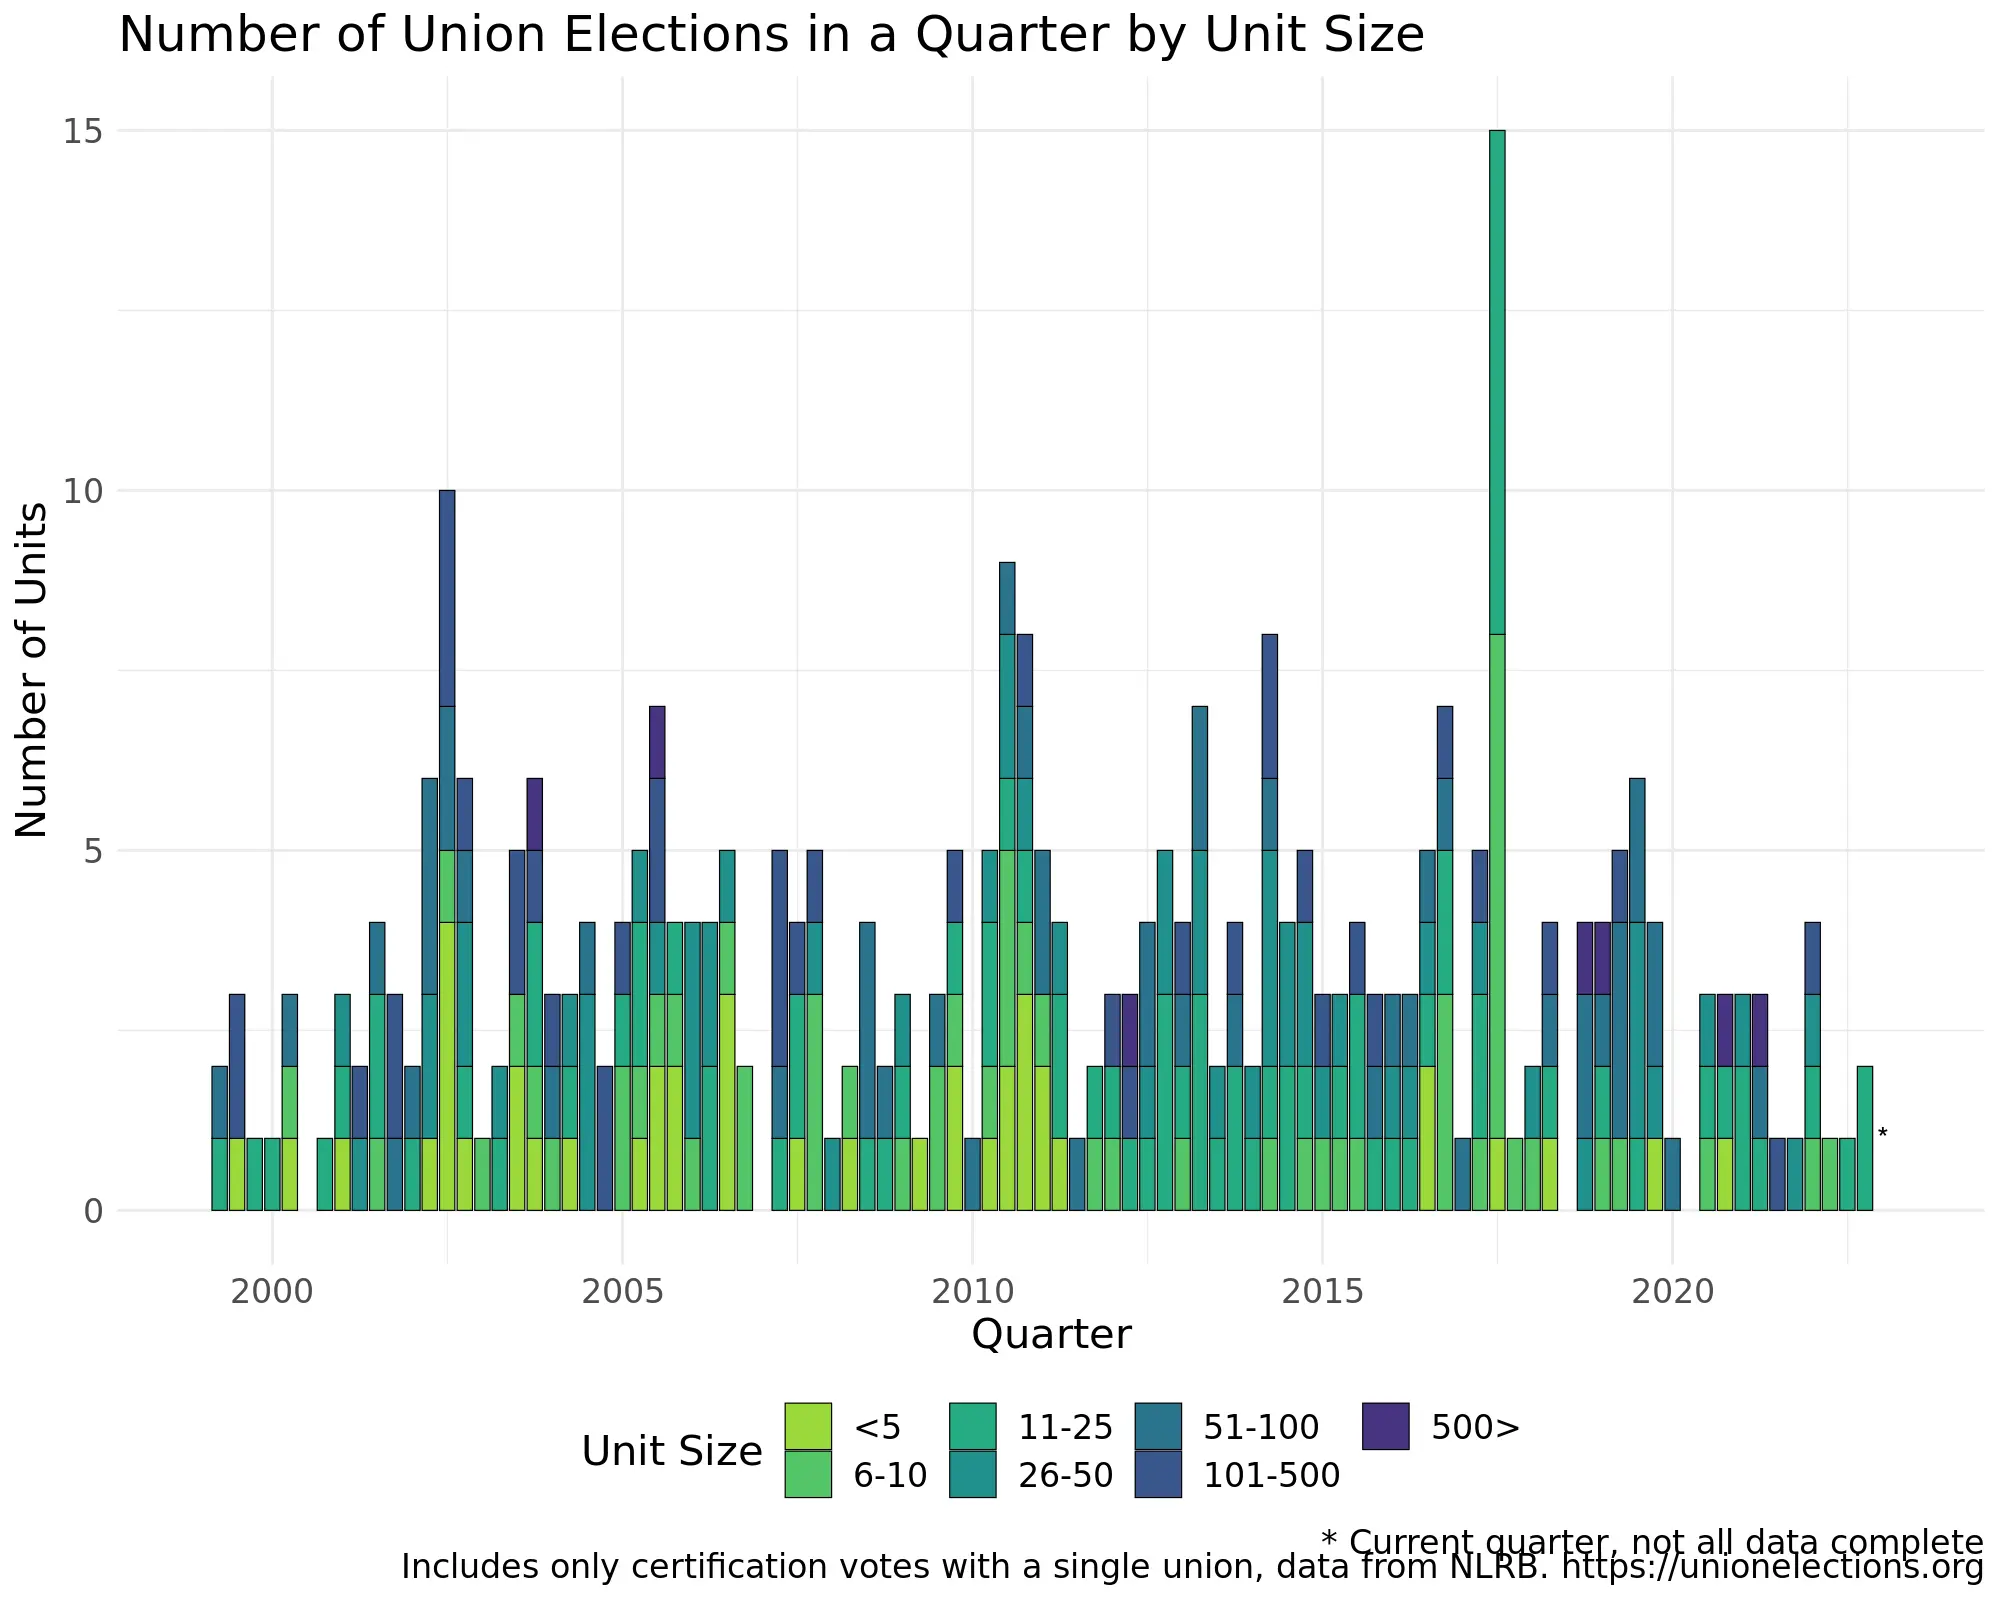 Number of Union Elections in a Quarter by Unit Size
Number of Units
15
10
5
0
*
2000 2005 2010 2015 2020
Quarter
Unit Size
<5 11-25 51-100 500>
6-10 26-50 101-500
* Current quarter, not all data complete
Includes only certification votes with a single union, data from NLRB. https://unionelections.org